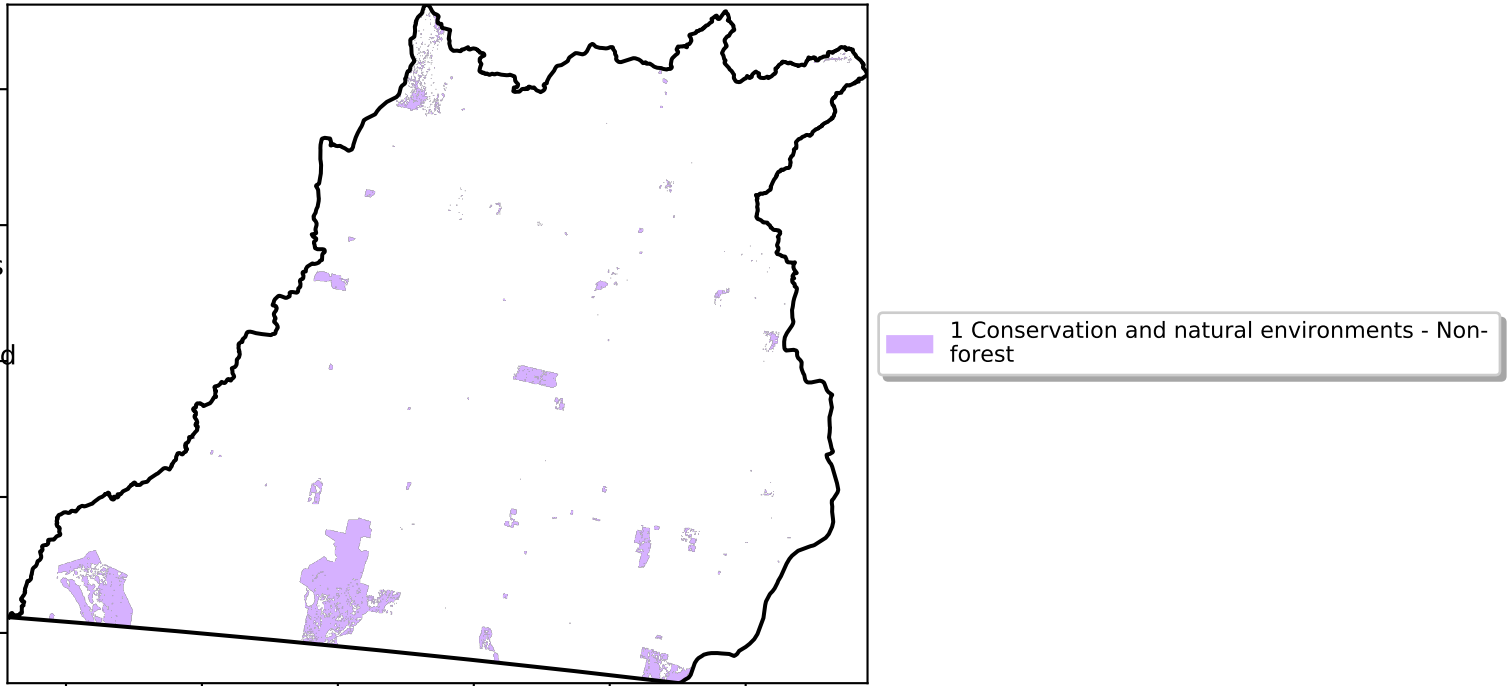 1 Conservation and natural environments - Non-
forest
d